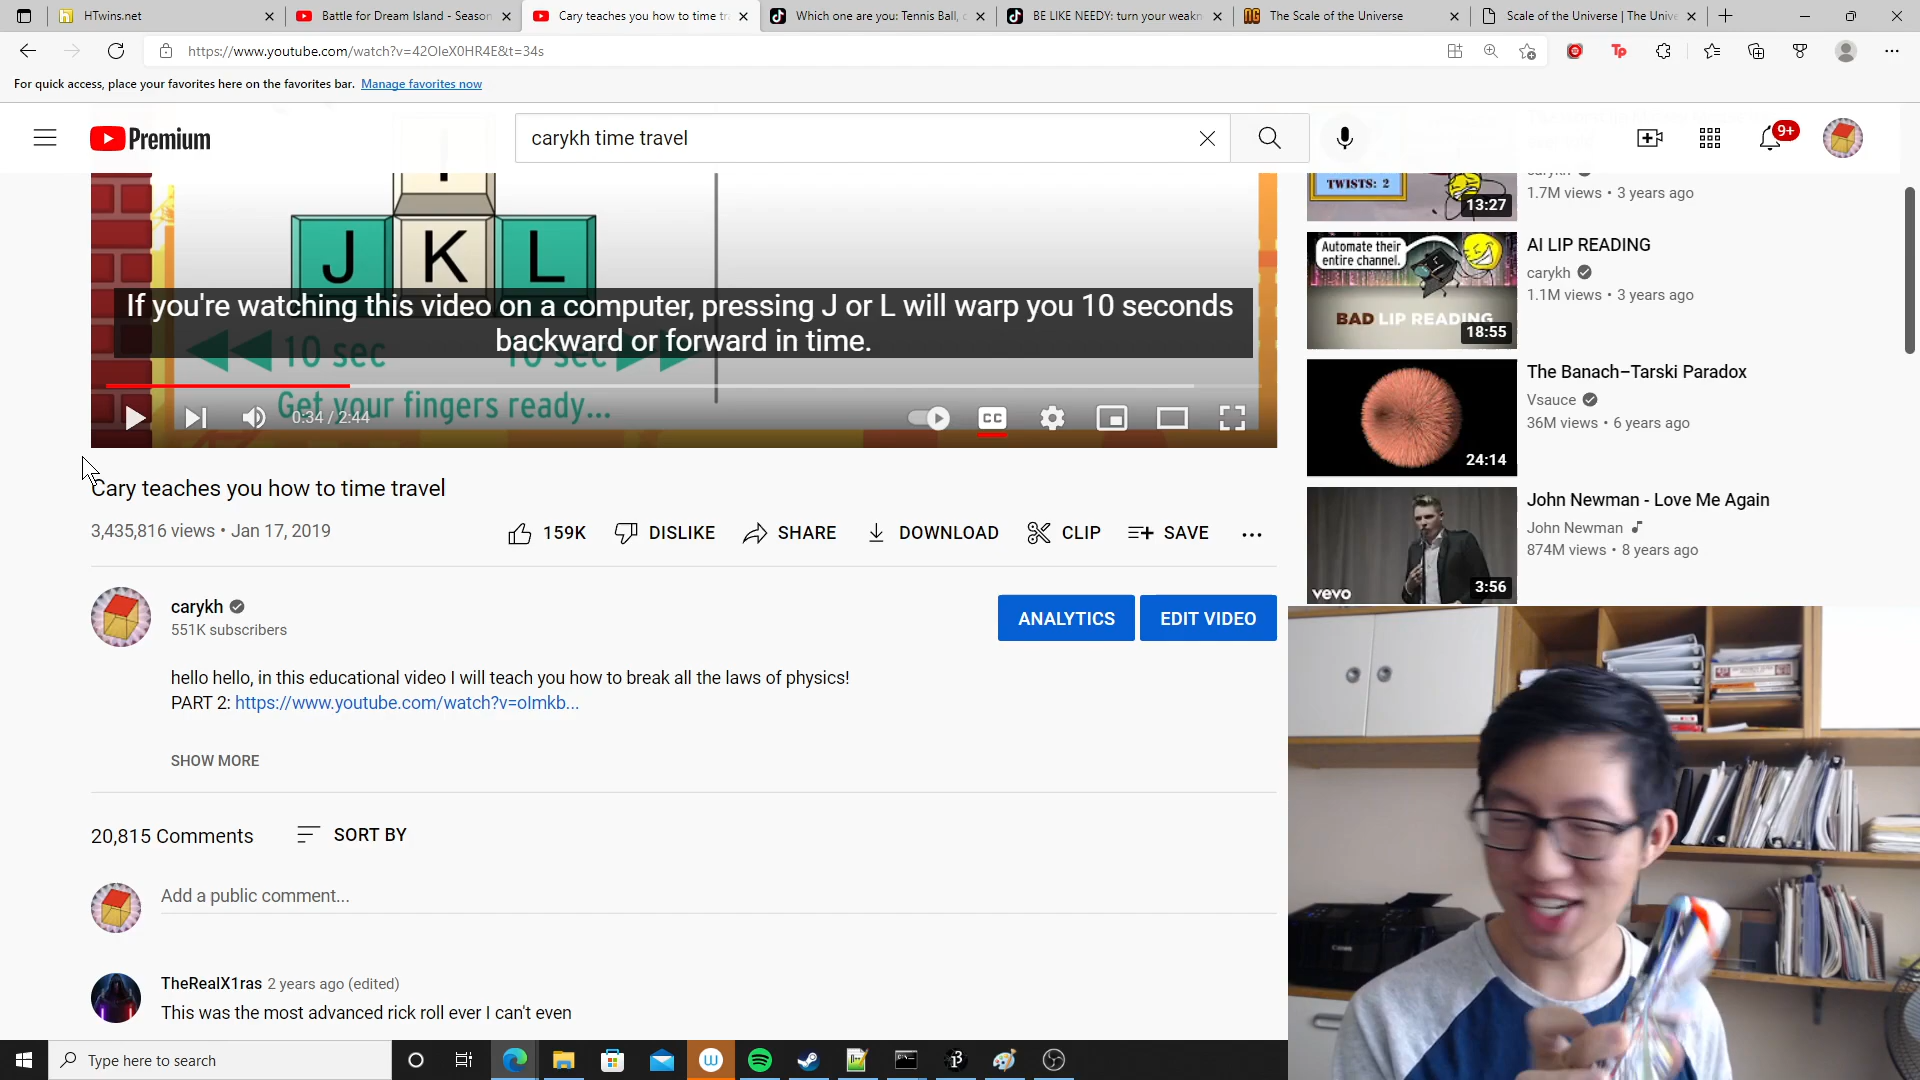 HTwins.net
Battle for Dream Island - Season
Cary teaches you how to time tr
Which one are you: Tennis Ball,
BE LIKE NEEDY: turn your weakn
The Scale of the Universe
Scale of the Universe | The Unive
https://www.youtube.com/watch?v=42OleX0HR4E&t=34s
For quick access, place your favorites here on the favorites bar. Manage favorites now
Premium
carykh time travel
9+
J K L
If you're watching this video on a computer, pressing J or L will warp you 10 seconds
backward or forward in time.
10 sec 10 sec
Get your fingers ready...
0:34 / 2:44
CC
Cary teaches you how to time travel
3,435,816 views • Jan 17, 2019
159K DISLIKE SHARE DOWNLOAD CLIP SAVE
carykh
551K subscribers
ANALYTICS
EDIT VIDEO
hello hello, in this educational video I will teach you how to break all the laws of physics!
PART 2: https://www.youtube.com/watch?v=olmkb...
SHOW MORE
20,815 Comments
SORT BY
Add a public comment...
TheRealX1ras 2 years ago (edited)
This was the most advanced rick roll ever I can't even
TWISTS: 2
13:27
carykh
1.7M views • 3 years ago
Automate their
entire channel.
BAD LIP READING
18:55
AI LIP READING
carykh
1.1M views • 3 years ago
24:14
The Banach–Tarski Paradox
Vsauce
36M views • 6 years ago
vevo
3:56
John Newman - Love Me Again
John Newman
874M views • 8 years ago
Canon
Type here to search